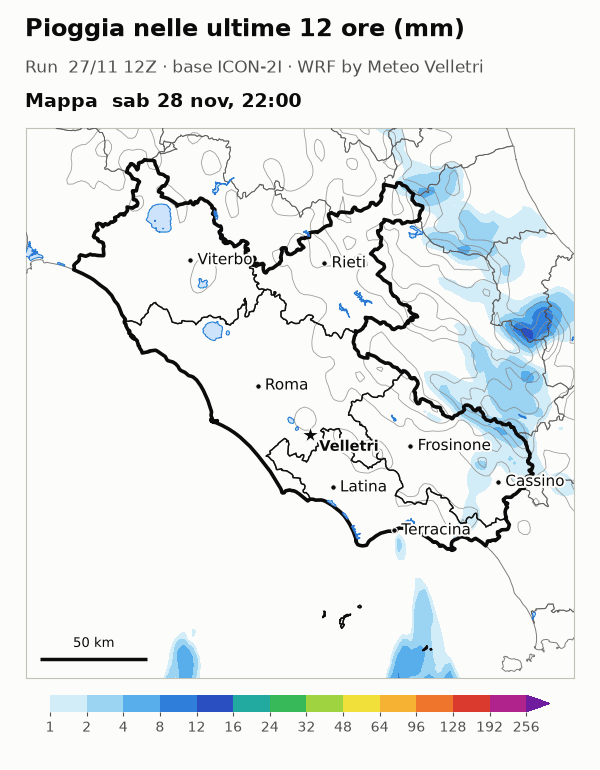 Pioggia nelle ultime 12 ore (mm)
Run  27/11 12Z · base ICON-2I · WRF by Meteo Velletri
Mappa  sab 28 nov, 22:00
Viterbo
Rieti
Roma
Velletri
Frosinone
Latina
Cassino
Terracina
50 km
1 2 4 8 12 16 24 32 48 64 96 128 192 256